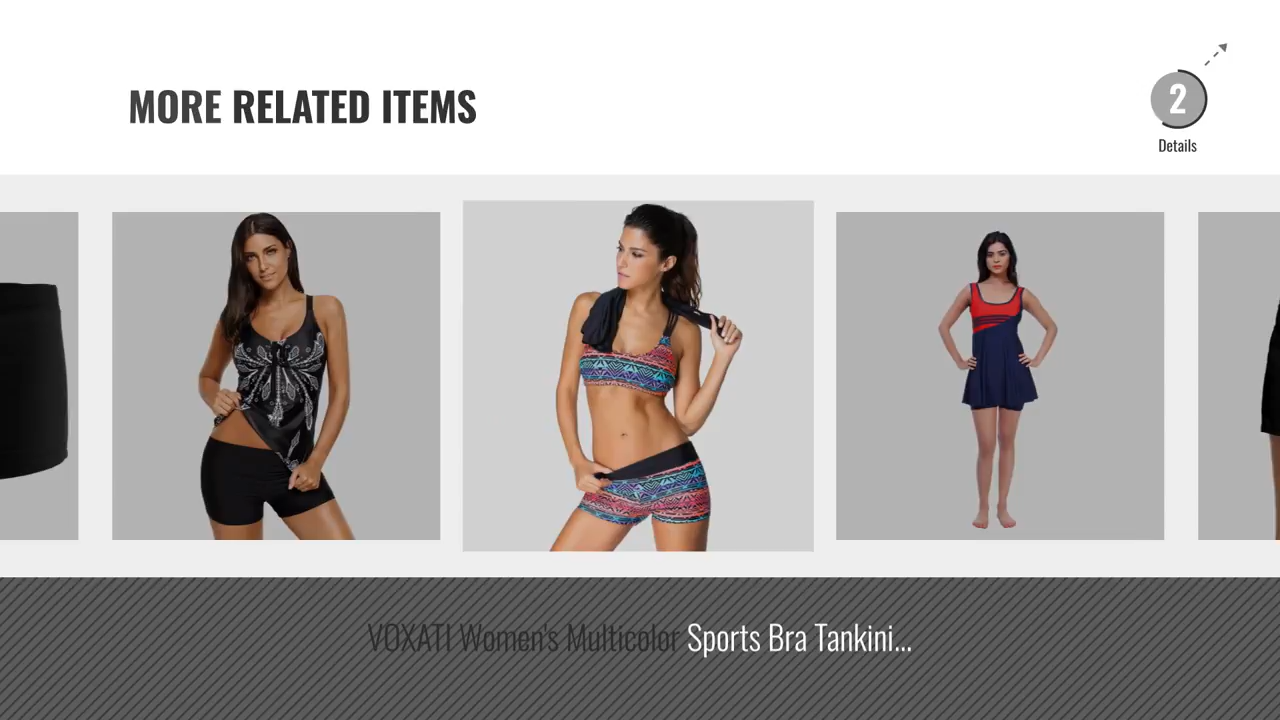 MORE RELATED ITEMS
2
Details
VOXATI Women's Multicolor Sports Bra Tankini...